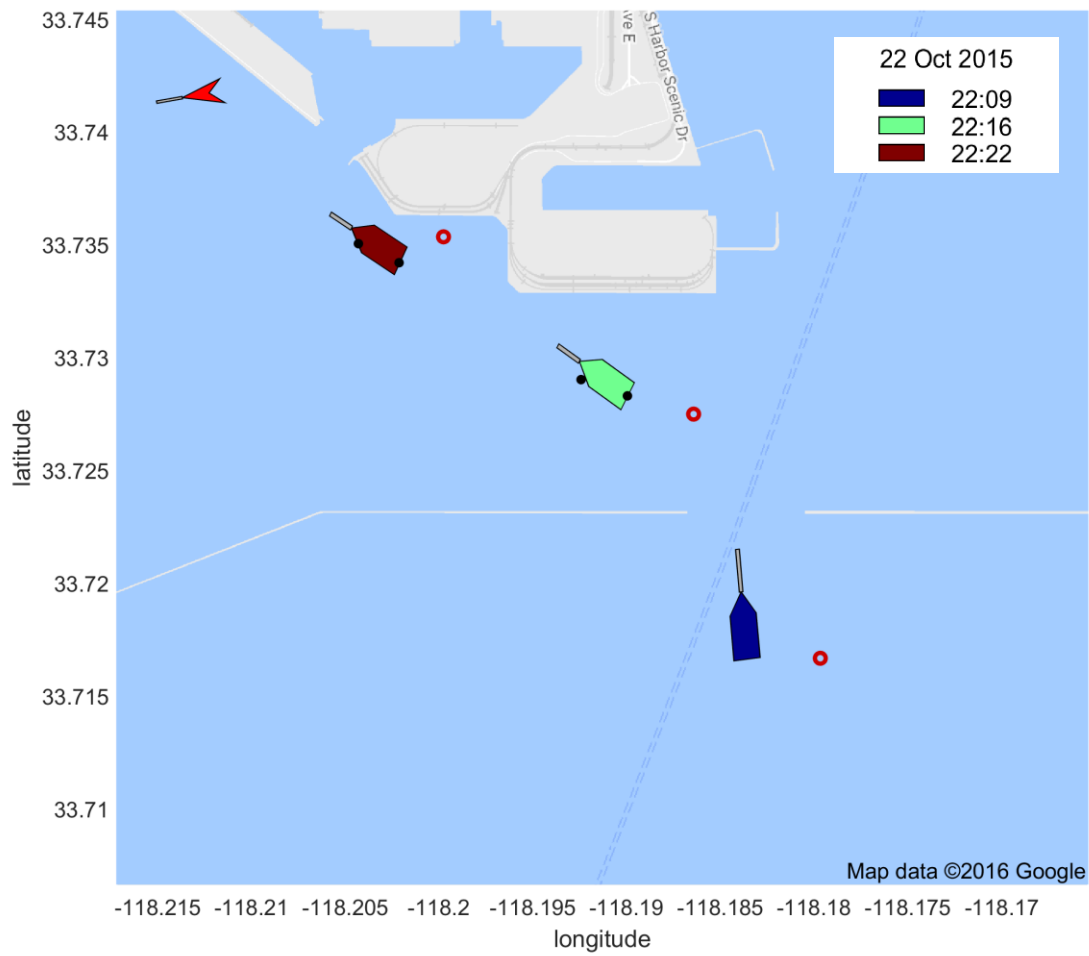 33.745
33.74
33.735
33.73
33.725
33.72
33.715
33.71
latitude
Ave E
S Harbor Scenic Dr
22 Oct 2015
22:09
22:16
22:22
Map data ©2016 Google
-118.215 -118.21 -118.205 -118.2 -118.195 -118.19 -118.185 -118.18 -118.175 -118.17
longitude